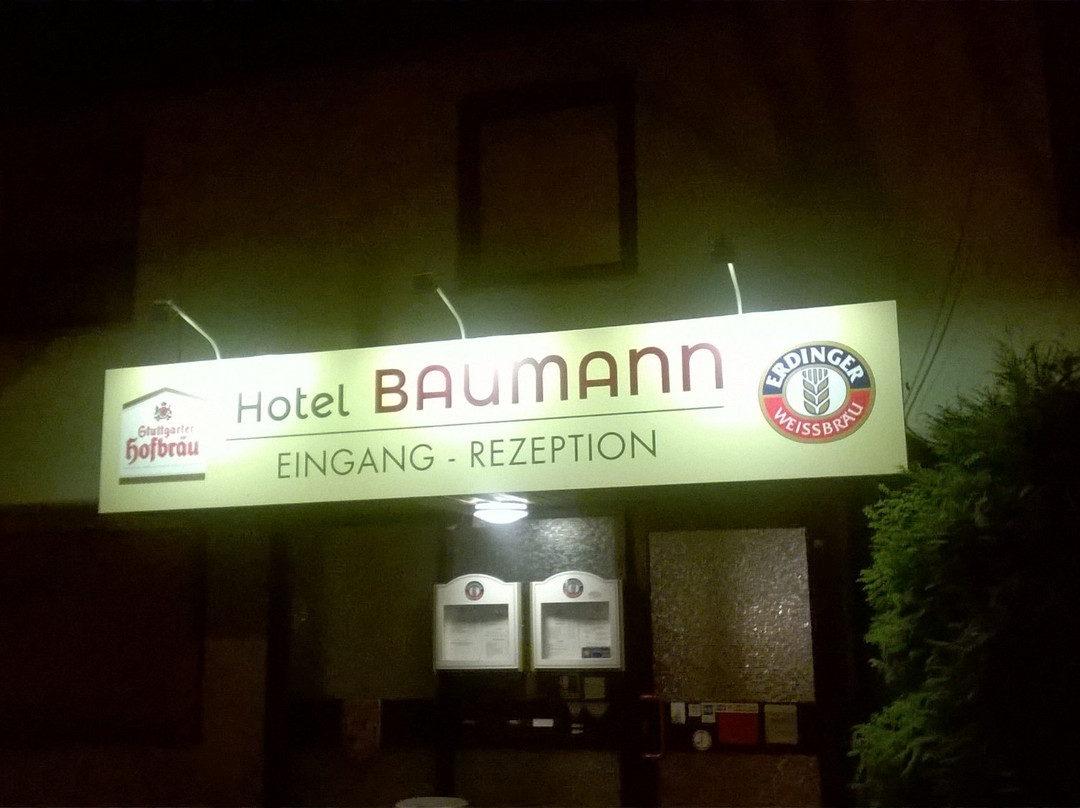 Stuttgarter
Hofbräu
Hotel BAUMANN
EINGANG - REZEPTION
ERDINGER
WEISSBRÄU